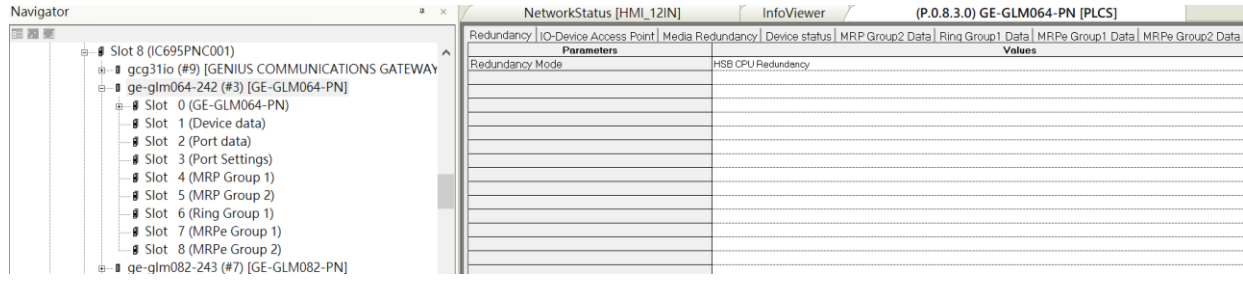 Navigator
Slot 8 (IC695PNC001)
gcg31io (#9) [GENIUS COMMUNICATIONS GATEWAY
ge-glm064-242 (#3) [GE-GLM064-PN]
Slot 0 (GE-GLM064-PN)
Slot 1 (Device data)
Slot 2 (Port data)
Slot 3 (Port Settings)
Slot 4 (MRP Group 1)
Slot 5 (MRP Group 2)
Slot 6 (Ring Group 1)
Slot 7 (MRPe Group 1)
Slot 8 (MRPe Group 2)
ge-glm082-243 (#7) [GE-GLM082-PN]
NetworkStatus [HMI_12IN] InfoViewer (P.0.8.3.0) GE-GLM064-PN [PLCS]
Redundancy IO-Device Access Point Media Redundancy Device status MRP Group2 Data Ring Group1 Data MRPe Group1 Data MRPe Group2 Data
Parameters Values
Redundancy Mode HSB CPU Redundancy